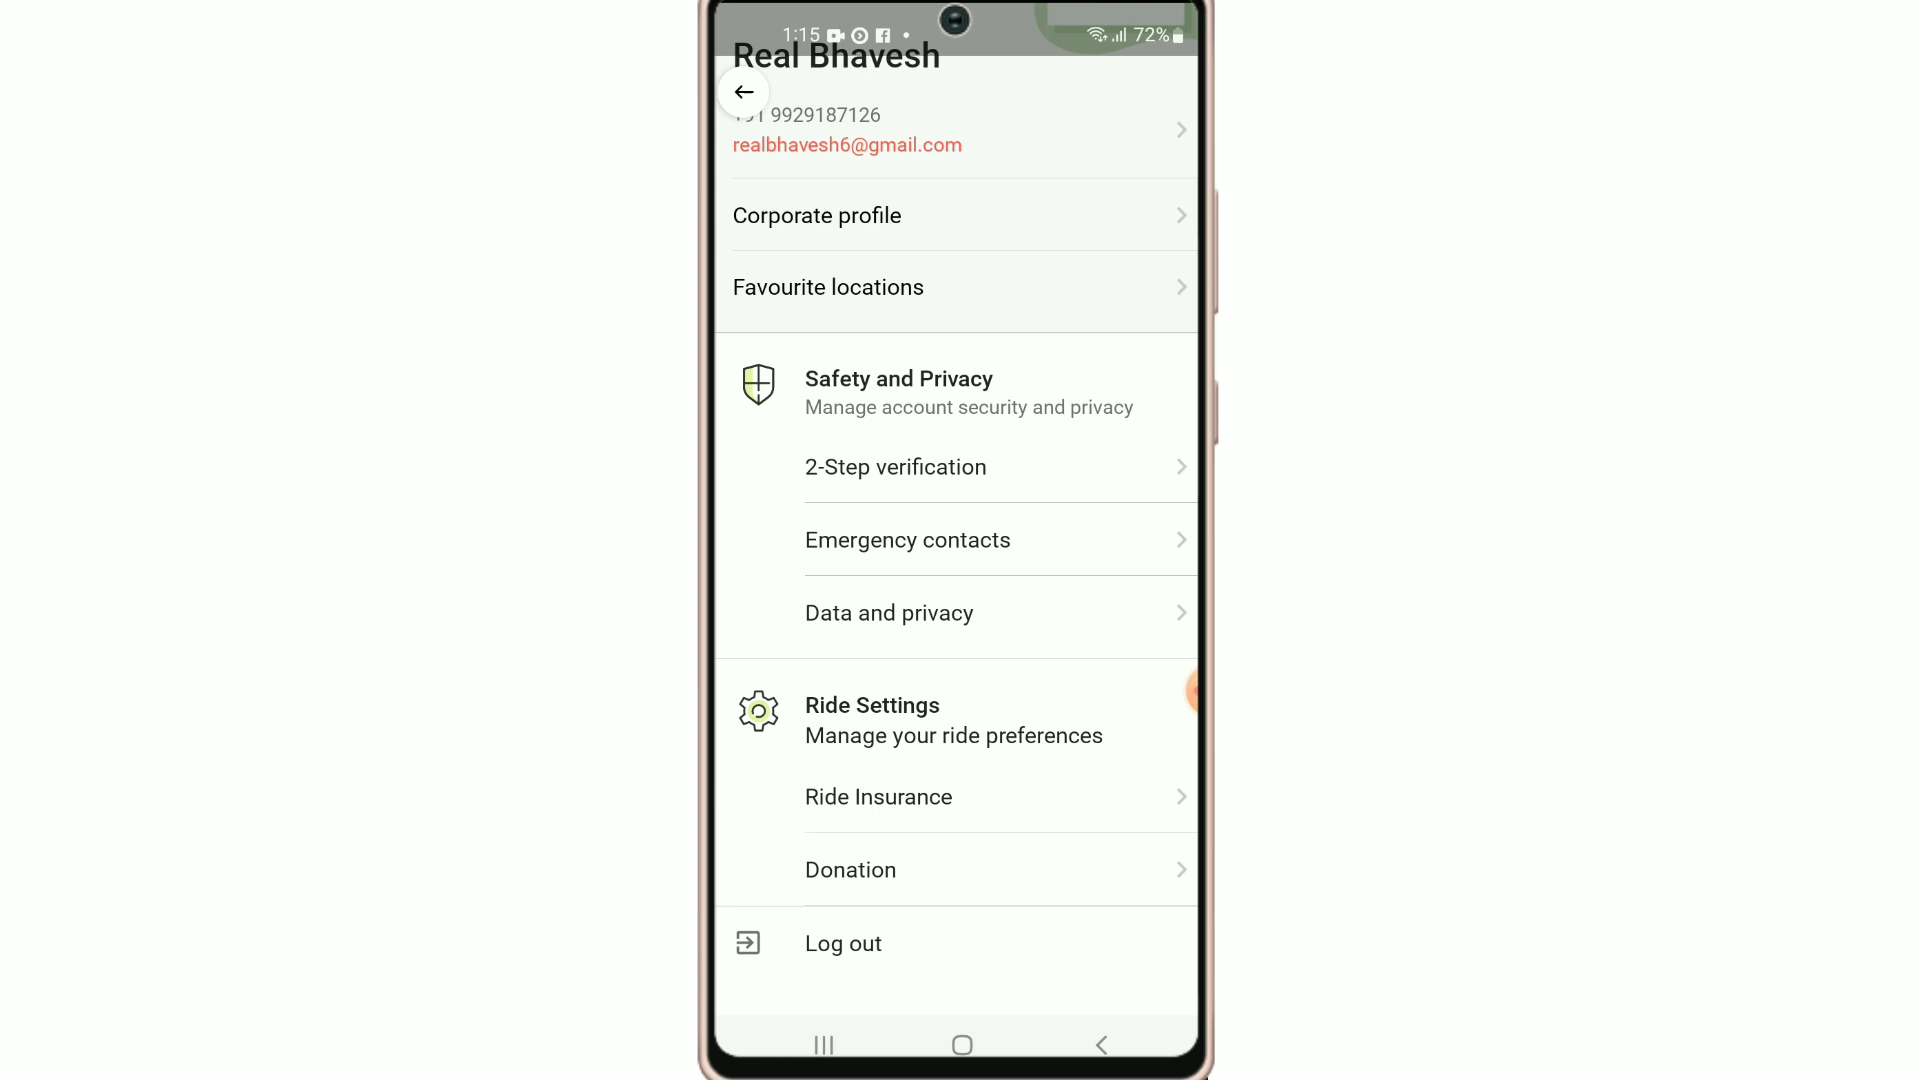 1:15
72%
Real Bhavesh
+91 9929187126
realbhavesh6@gmail.com
Corporate profile
Favourite locations
Safety and Privacy
Manage account security and privacy
2-Step verification
Emergency contacts
Data and privacy
Ride Settings
Manage your ride preferences
Ride Insurance
Donation
Log out